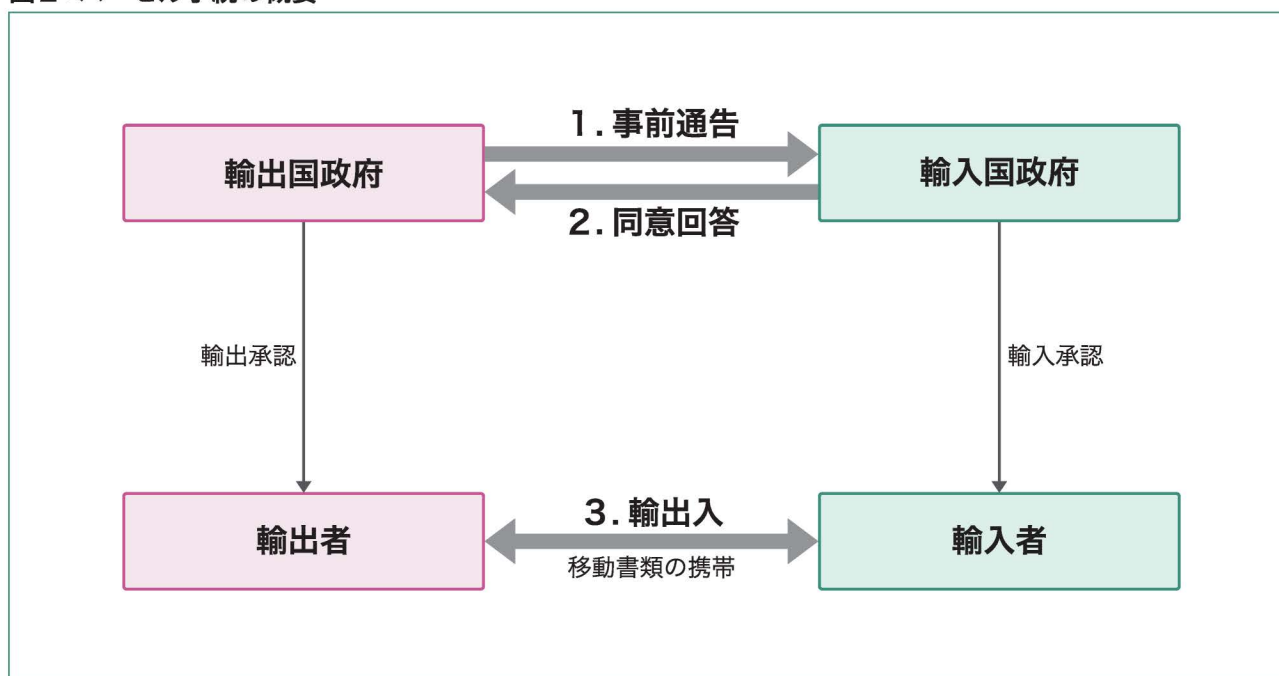 1. 事前通告
輸出国政府
輸入国政府
2. 同意回答
輸出承認
輸入承認
3. 輸出入
輸出者
輸入者
移動書類の携帯